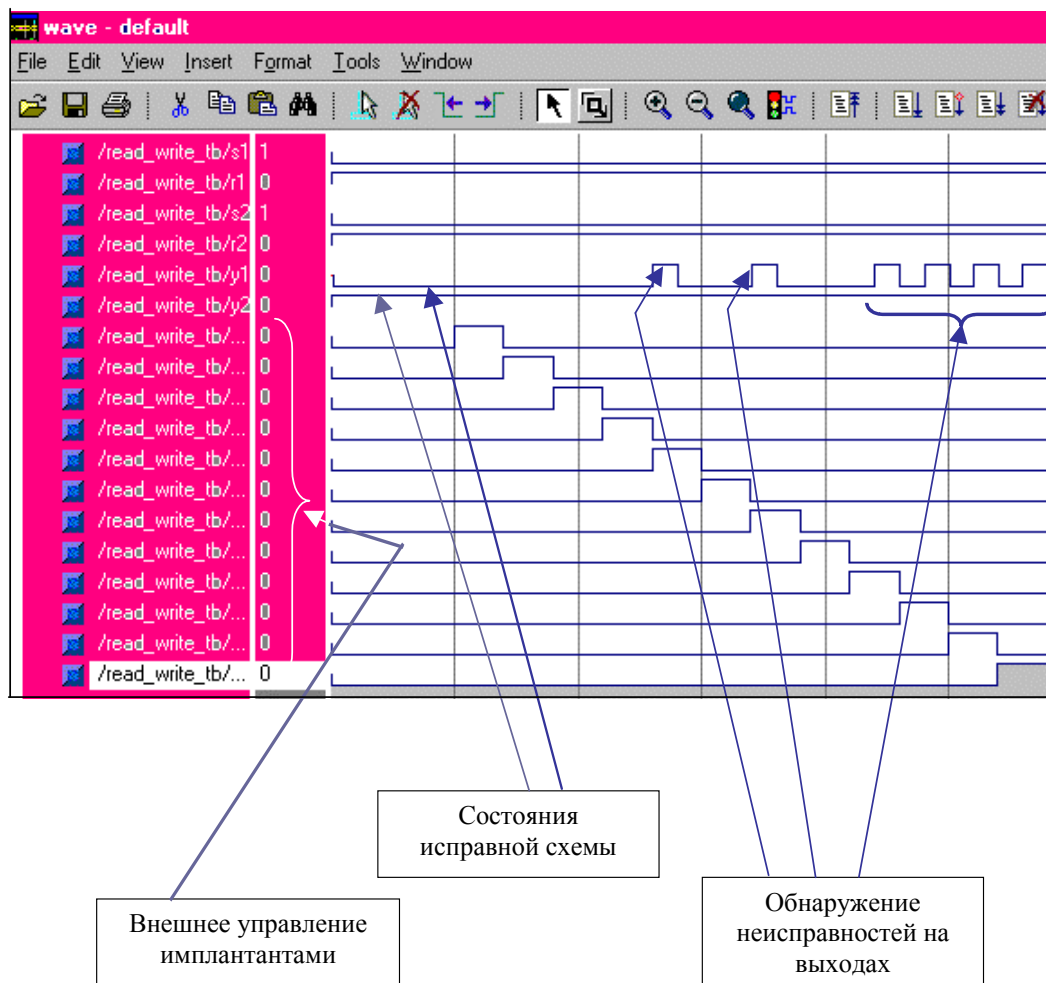 wave - default
File Edit View Insert Format Tools Window
/read_write_tb/s1 1
/read_write_tb/r1 0
/read_write_tb/s2 1
/read_write_tb/r2 0
/read_write_tb/y1 0
/read_write_tb/y2 0
/read_write_tb/... 0
/read_write_tb/... 0
/read_write_tb/... 0
/read_write_tb/... 0
/read_write_tb/... 0
/read_write_tb/... 0
/read_write_tb/... 0
/read_write_tb/... 0
/read_write_tb/... 0
/read_write_tb/... 0
/read_write_tb/... 0
/read_write_tb/... 0
Состояния
исправной схемы
Внешнее управление
имплантантами
Обнаружение
неисправностей на
выходах